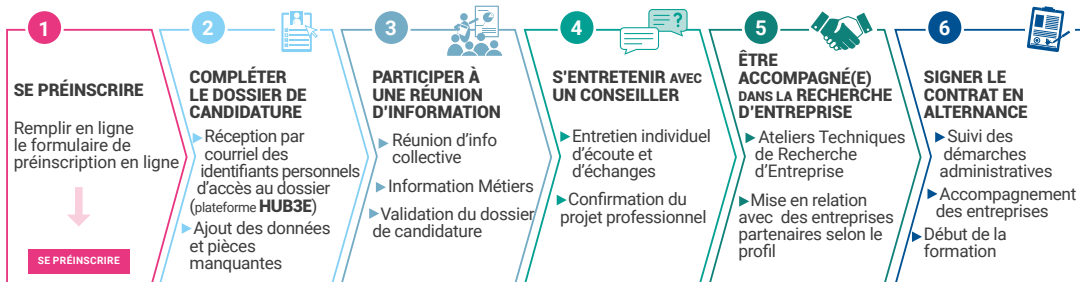 1
SE PRÉINSCRIRE
Remplir en ligne
le formulaire de
préinscription en ligne
SE PRÉINSCRIRE
2
COMPLÉTER
LE DOSSIER DE
CANDIDATURE
▶Réception par
courriel des
identifiants personnels
d'accès au dossier
(plateforme HUB3E)
▶Ajout des données
et pièces
manquantes
3
PARTICIPER À
UNE RÉUNION
D'INFORMATION
▶Réunion d'info
collective
▶Information Métiers
▶Validation du dossier
de candidature
4
?
S'ENTRETENIR AVEC
UN CONSEILLER
▶Entretien individuel
d'écoute et
d'échanges
▶Confirmation du
projet professionnel
5
ÊTRE
ACCOMPAGNÉ(E)
DANS LA RECHERCHE
D'ENTREPRISE
▶Ateliers Techniques
de Recherche
d'Entreprise
▶Mise en relation
avec des entreprises
partenaires selon le
profil
6
SIGNER LE
CONTRAT EN
ALTERNANCE
▶Suivi des
démarches
administratives
▶Accompagnement
des entreprises
▶Début de la
formation